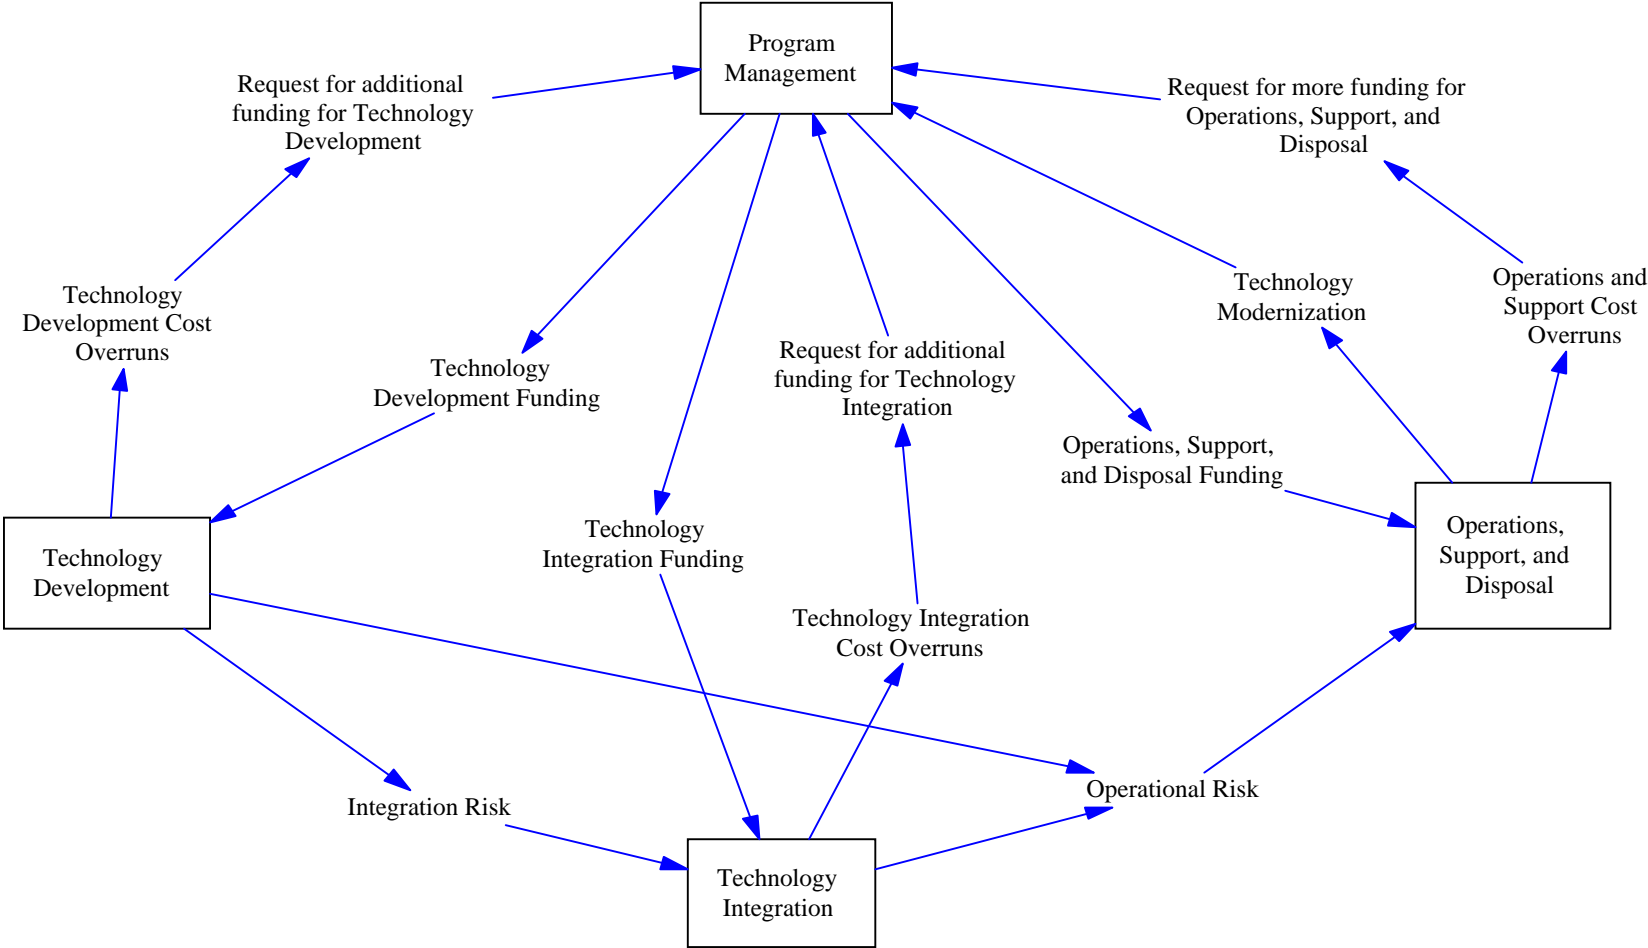 Program
Management
Request for additional
funding for Technology
Development
Request for more funding for
Operations, Support, and
Disposal
Technology
Development Cost
Overruns
Technology
Development Funding
Request for additional
funding for Technology
Integration
Technology
Modernization
Operations and
Support Cost
Overruns
Operations, Support,
and Disposal Funding
Technology
Development
Technology
Integration Funding
Technology Integration
Cost Overruns
Operations,
Support, and
Disposal
Integration Risk
Operational Risk
Technology
Integration